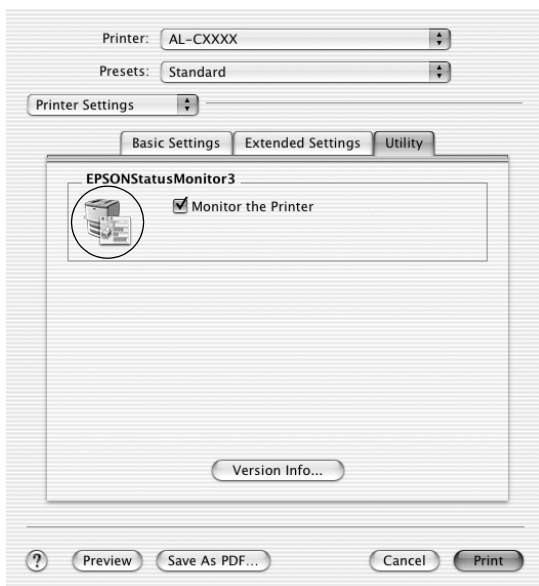 Printer: AL-CXXXX
Presets: Standard
Printer Settings
Basic Settings Extended Settings Utility
EPSONStatusMonitor3
Monitor the Printer
Version Info...
? Preview Save As PDF... Cancel Print